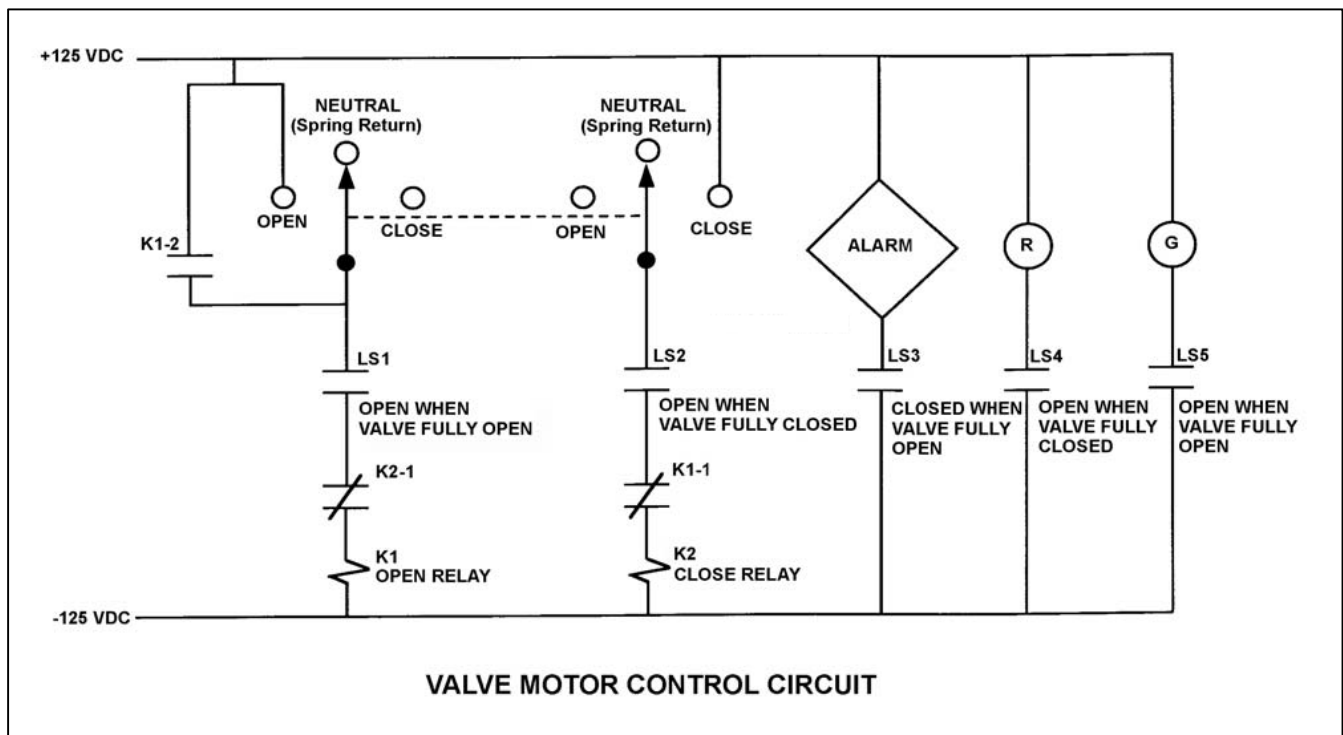 +125 VDC
NEUTRAL
(Spring Return)
NEUTRAL
(Spring Return)
OPEN
CLOSE
OPEN
CLOSE
K1-2
ALARM
R
G
LS1
OPEN WHEN
VALVE FULLY OPEN
LS2
OPEN WHEN
VALVE FULLY CLOSED
LS3
CLOSED WHEN
VALVE FULLY
OPEN
LS4
OPEN WHEN
VALVE FULLY
CLOSED
LS5
OPEN WHEN
VALVE FULLY
OPEN
K2-1
K1-1
K1
OPEN RELAY
K2
CLOSE RELAY
-125 VDC
VALVE MOTOR CONTROL CIRCUIT